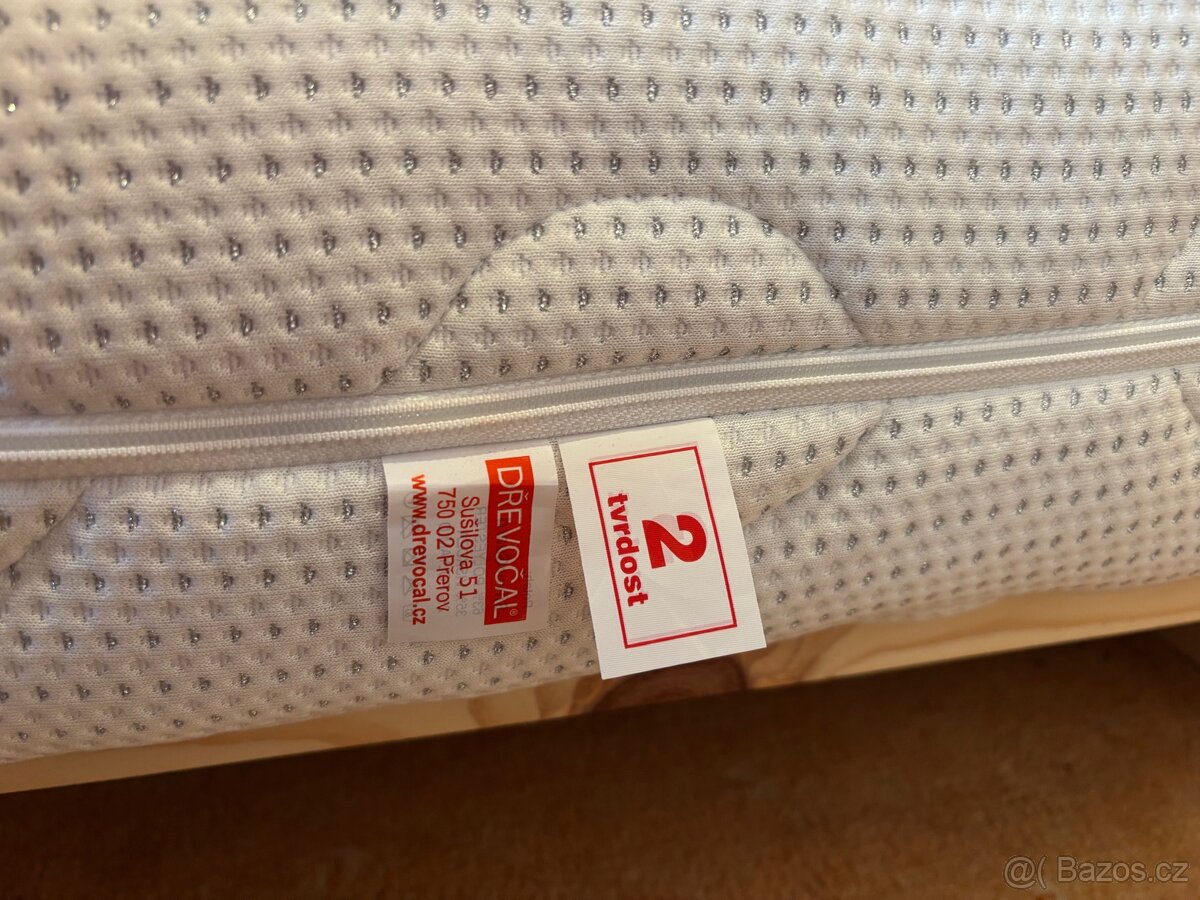 DŘEVOČAL®
Sušilova 51
750 02 Přerov
www.drevocal.cz
2
tvrdost
@( Bazos.cz